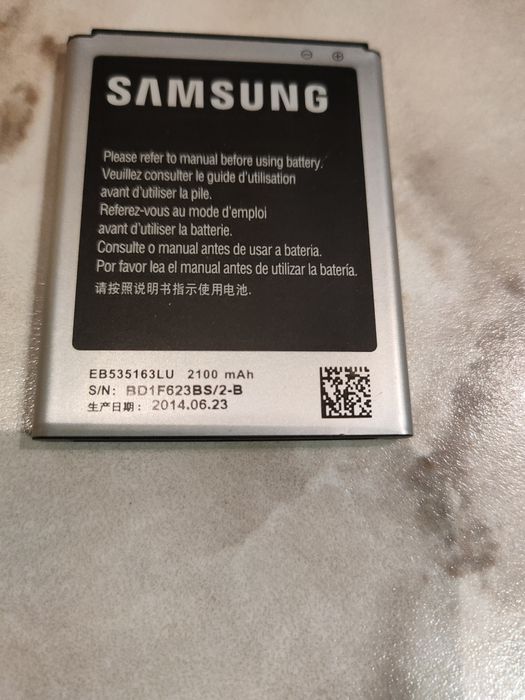 SAMSUNG
Please refer to manual before using battery.
Veuillez consulter le guide d'utilisation
avant d'utiliser la pile.
Referez-vous au mode d'emploi
avant d'utiliser la batterie.
Consulte o manual antes de usar a bateria.
Por favor lea el manual antes de utilizar la batería.
请按照说明书指示使用电池.
EB535163LU 2100 mAh
S/N: BD1F623BS/2-B
生产日期: 2014.06.23